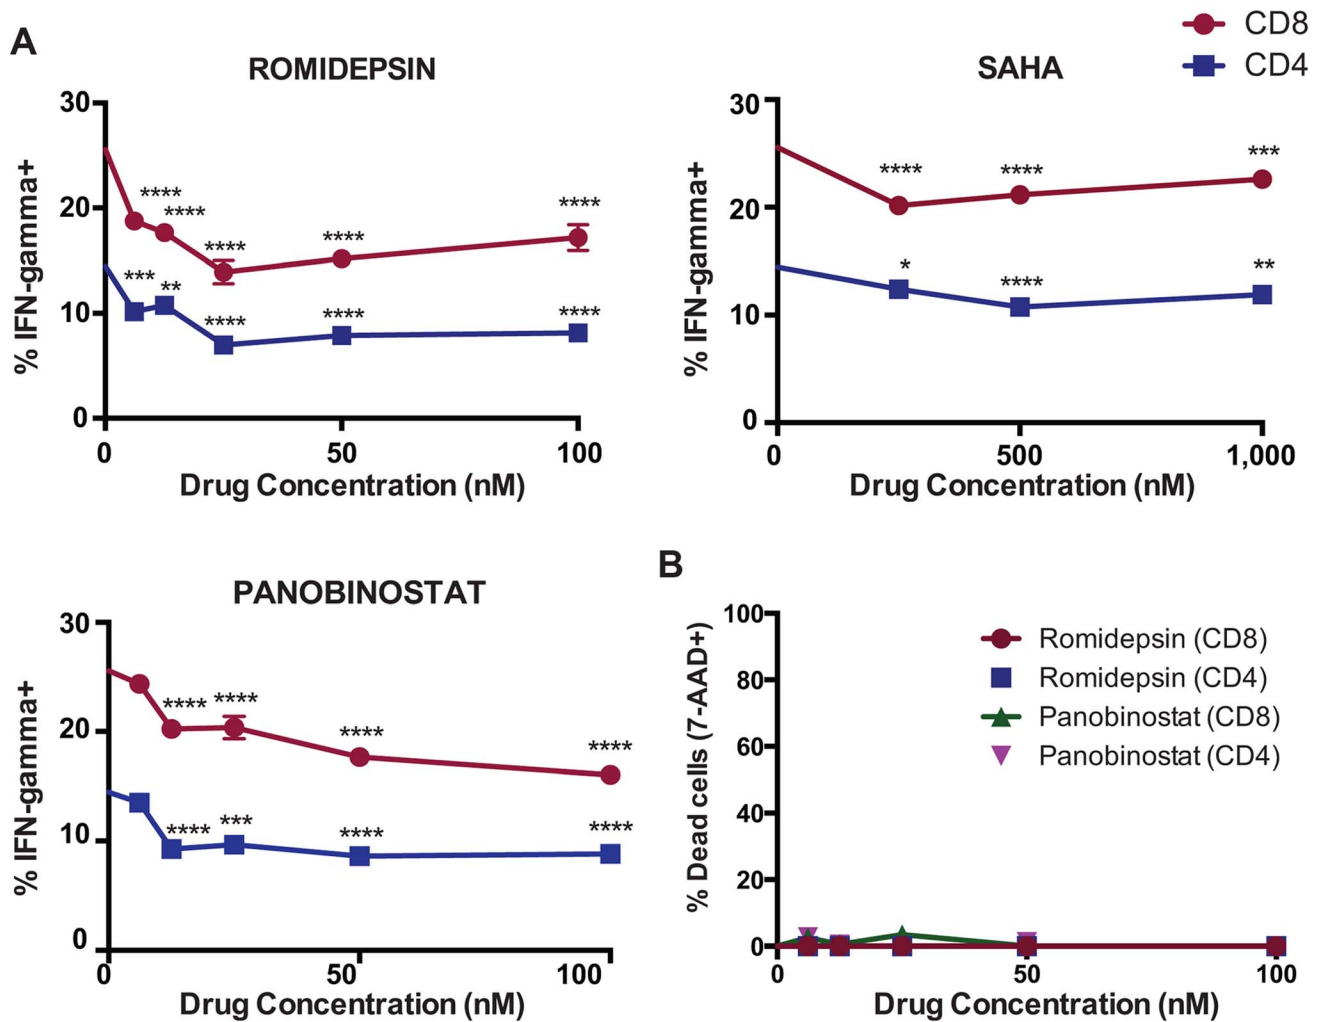 A
CD8
CD4
ROMIDEPSIN
% IFN-gamma+
30
20
10
0
****
****
****
****
****
***
**
****
****
****
0 50 100
Drug Concentration (nM)
SAHA
% IFN-gamma+
30
20
10
0
****
****
***
*
****
**
0 500 1,000
Drug Concentration (nM)
PANOBINOSTAT
% IFN-gamma+
30
20
10
0
****
****
****
****
****
***
****
****
0 50 100
Drug Concentration (nM)
B
% Dead cells (7-AAD+)
100
80
60
40
20
0
Romidepsin (CD8)
Romidepsin (CD4)
Panobinostat (CD8)
Panobinostat (CD4)
0 50 100
Drug Concentration (nM)